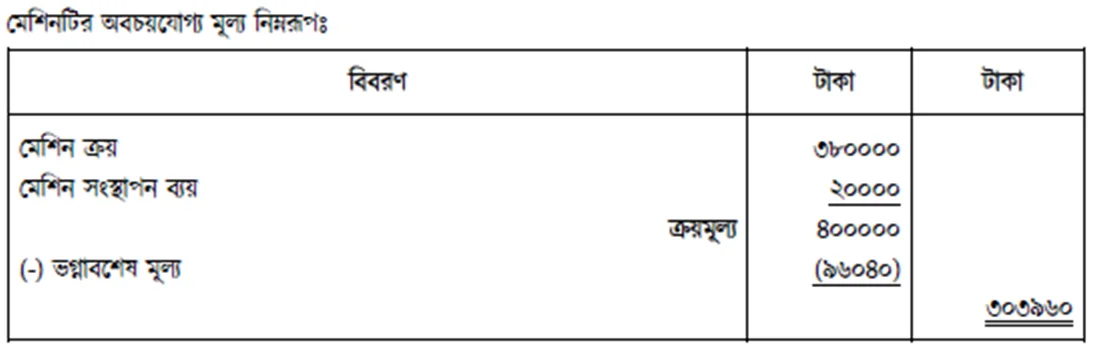 মেশিনটির অবচয়যোগ্য মূল্য নিম্নরূপঃ
বিবরণ টাকা টাকা
মেশিন ক্রয় ৩৮০০০০
মেশিন সংস্থাপন ব্যয় ২০০০০
ক্রয়মূল্য ৪০০০০০
(-) ভগ্নাবশেষ মূল্য (৯৬০৪০)
৩০৩৯৬০